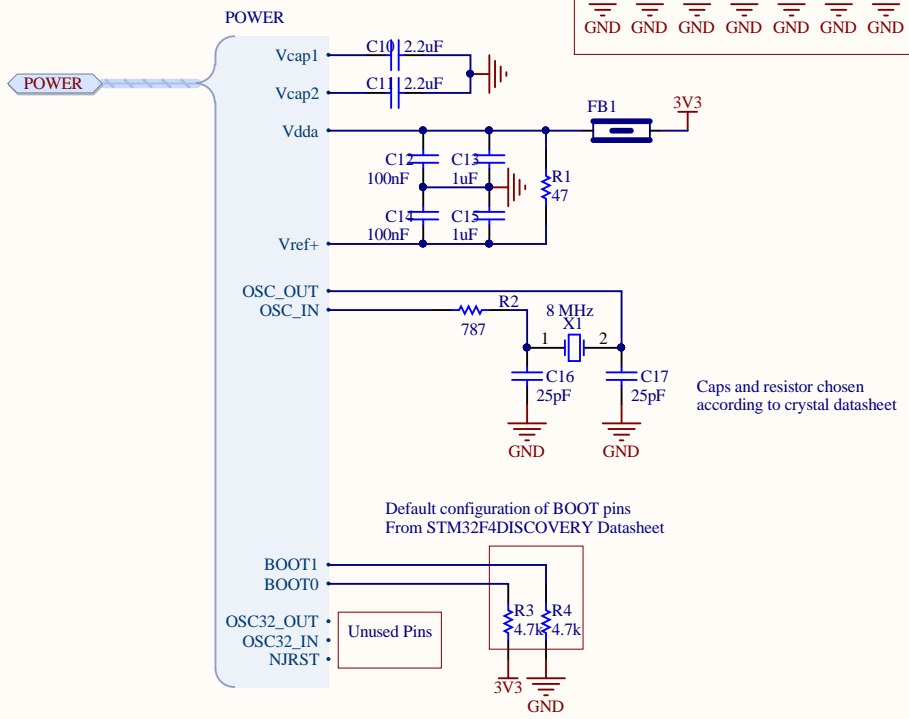 POWER
GND GND GND GND GND GND GND
POWER
Vcap1
C10 2.2uF
Vcap2
C11 2.2uF
Vdda
FB1
3V3
C12
100nF
C13
1uF
R1
47
C14
100nF
C15
1uF
Vref+
OSC_OUT
OSC_IN
R2
787
8 MHz
X1
1
2
C16
25pF
C17
25pF
GND
GND
Caps and resistor chosen
according to crystal datasheet
Default configuration of BOOT pins
From STM32F4DISCOVERY Datasheet
BOOT1
BOOT0
R3
4.7k
R4
4.7k
OSC32_OUT
OSC32_IN
NJRST
Unused Pins
3V3
GND